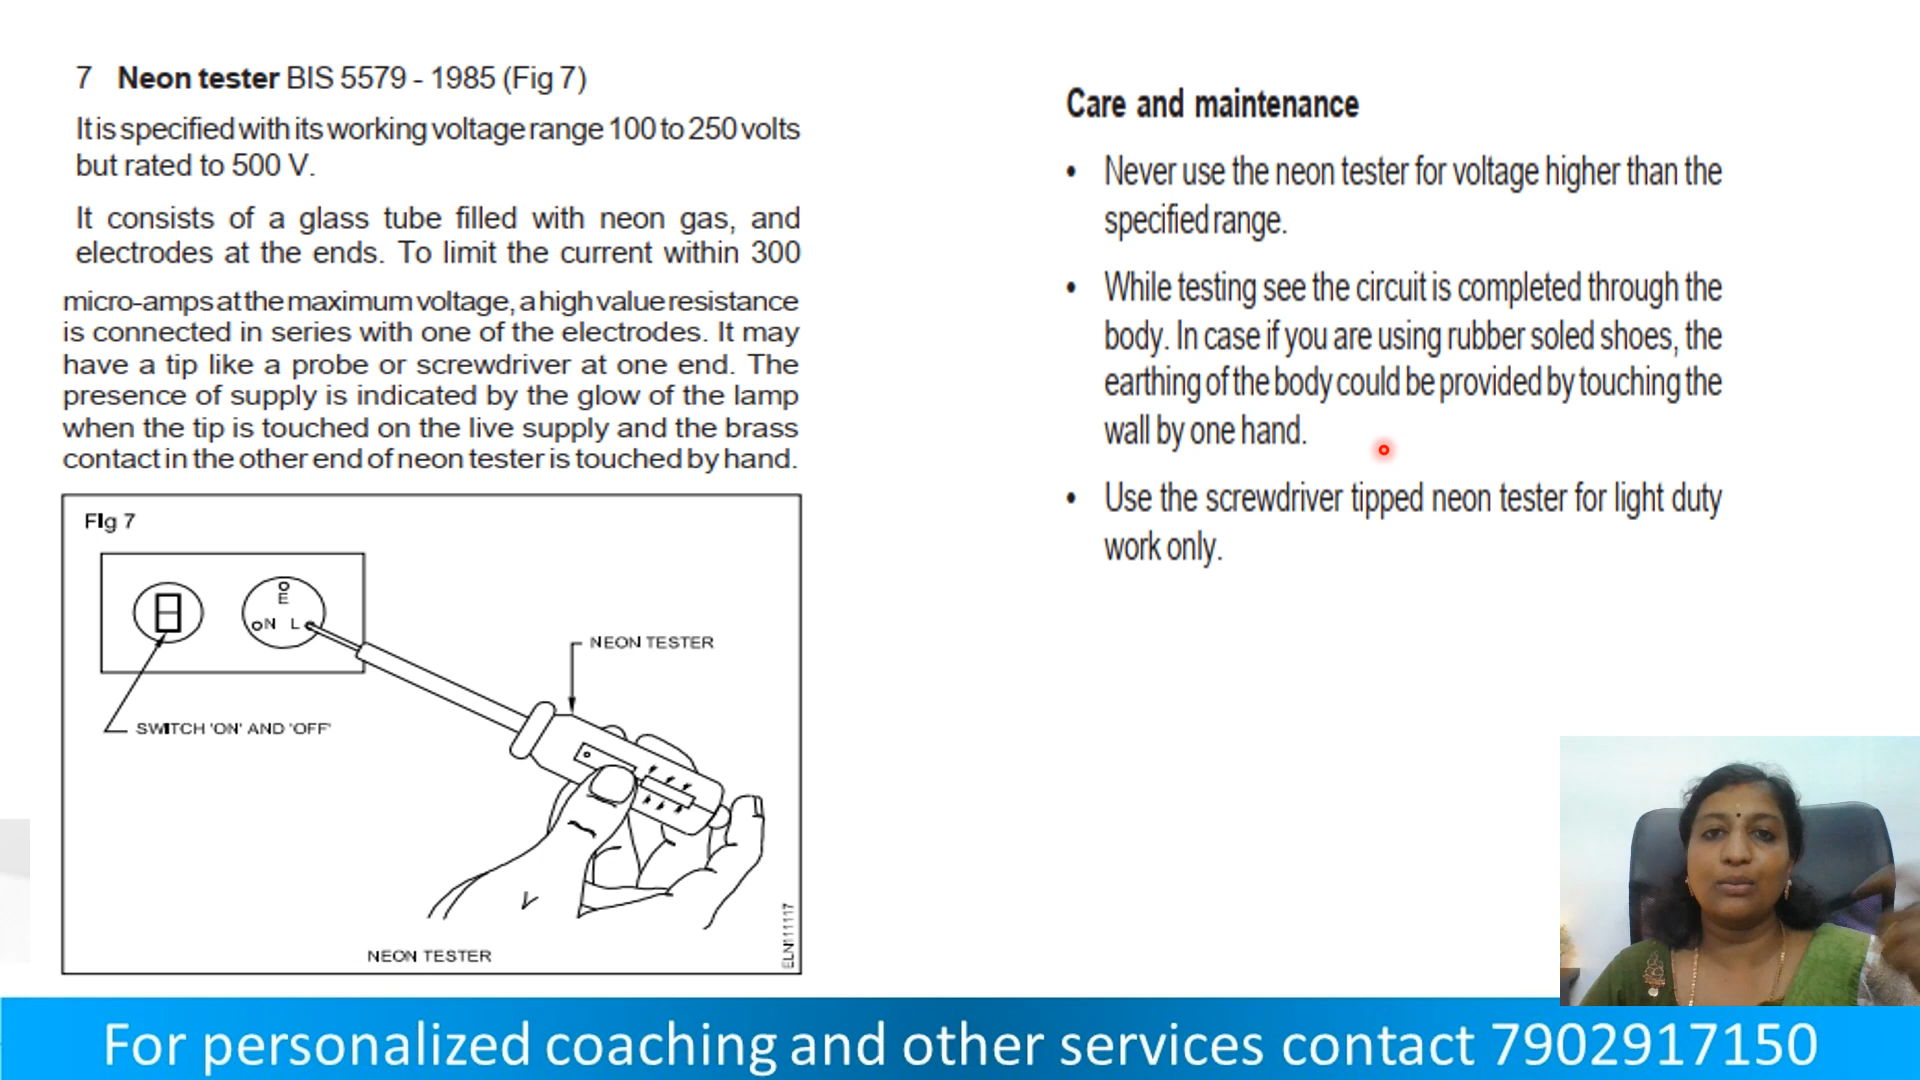 7 Neon tester BIS 5579 - 1985 (Fig 7)
It is specified with its working voltage range 100 to 250 volts
but rated to 500 V.
It consists of a glass tube filled with neon gas, and
electrodes at the ends. To limit the current within 300
micro-amps at the maximum voltage, a high value resistance
is connected in series with one of the electrodes. It may
have a tip like a probe or screwdriver at one end. The
presence of supply is indicated by the glow of the lamp
when the tip is touched on the live supply and the brass
contact in the other end of neon tester is touched by hand.
Fig 7
E
N L
NEON TESTER
SWITCH 'ON' AND 'OFF'
NEON TESTER
ELN111117
Care and maintenance
• Never use the neon tester for voltage higher than the
specified range.
• While testing see the circuit is completed through the
body. In case if you are using rubber soled shoes, the
earthing of the body could be provided by touching the
wall by one hand.
• Use the screwdriver tipped neon tester for light duty
work only.
For personalized coaching and other services contact 7902917150